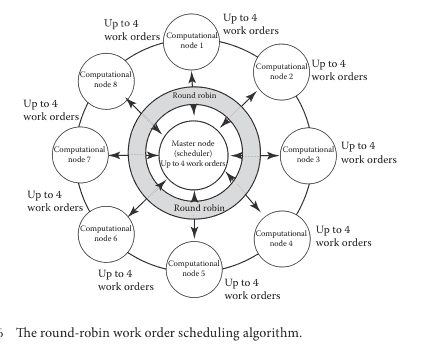 Up to 4
work orders
Computational
node 1
Up to 4
work orders
Computational
node 2
Up to 4
work orders
Computational
node 3
Up to 4
work orders
Computational
node 4
Up to 4
work orders
Computational
node 5
Up to 4
work orders
Computational
node 6
Up to 4
work orders
Computational
node 7
Up to 4
work orders
Computational
node 8
Up to 4
work orders
Round robin
Master node
(scheduler)
Up to 4 work orders
Round robin
The round-robin work order scheduling algorithm.